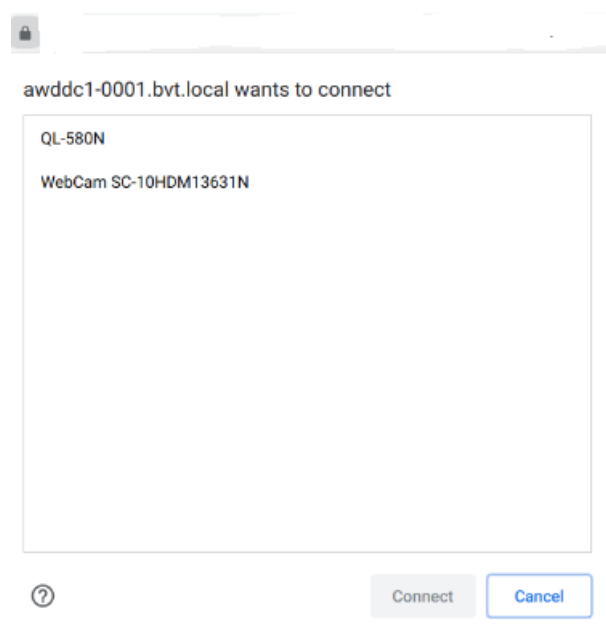 awddc1-0001.bvt.local wants to connect
QL-580N
WebCam SC-10HDM13631N
Connect
Cancel